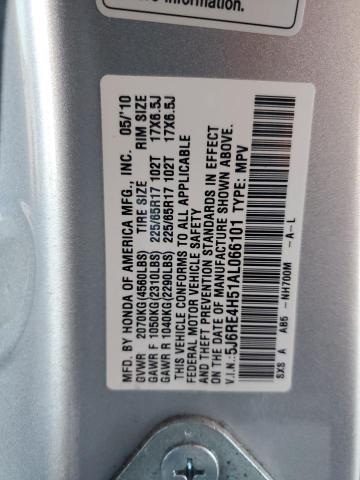 information.
MFD. BY HONDA OF AMERICA MFG., INC. 05/'10
GVWR 2070KG(4560LBS) TIRE SIZE RIM SIZE
GAWR F 1050KG(2310LBS) 225/65R17 102T 17X6.5J
GAWR R 1040KG(2290LBS) 225/65R17 102T 17X6.5J
THIS VEHICLE CONFORMS TO ALL APPLICABLE
FEDERAL MOTOR VEHICLE SAFETY
AND THEFT PREVENTION STANDARDS IN EFFECT
ON THE DATE OF MANUFACTURE SHOWN ABOVE.
V.I.N.:5J6RE4H51AL066101 TYPE: MPV
SXS A AB5 -NH700M -A-L